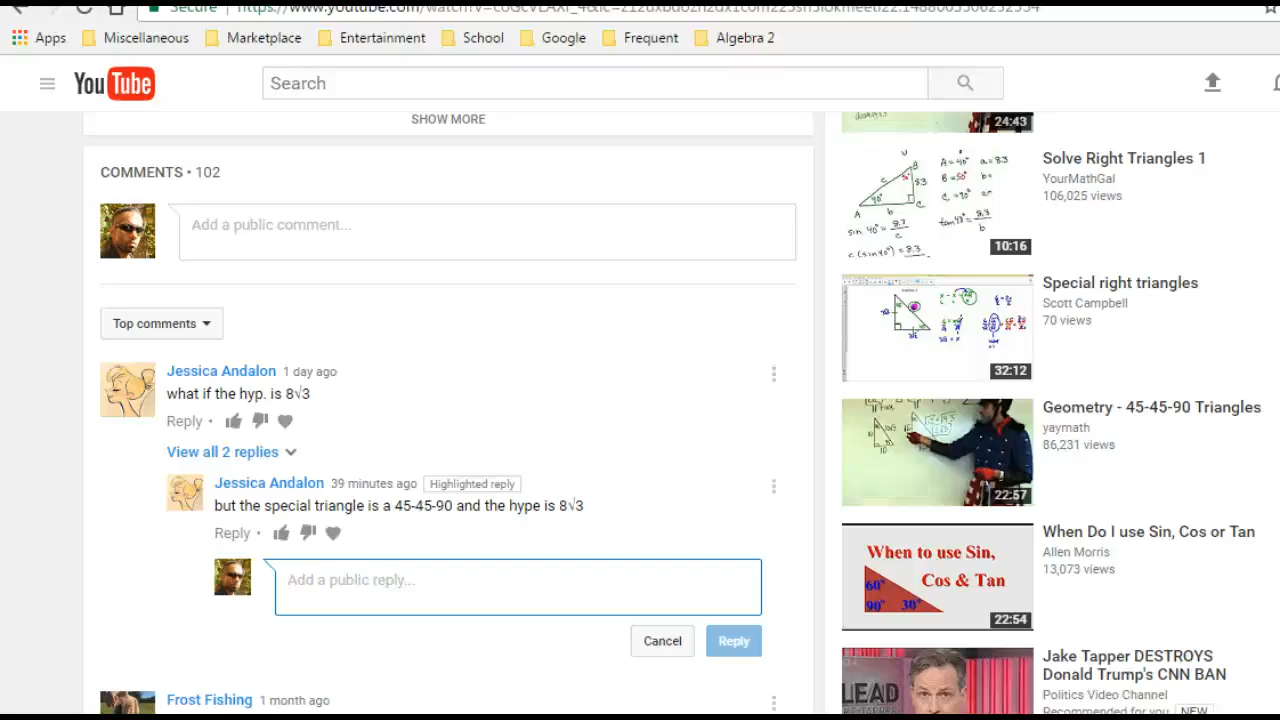 Secure
Apps Miscellaneous Marketplace Entertainment School Google Frequent Algebra 2
YouTube Search
SHOW MORE
24:43
COMMENTS • 102
Add a public comment...
Top comments
Jessica Andalon 1 day ago
what if the hyp. is 8√3
Reply •
View all 2 replies
Jessica Andalon 39 minutes ago Highlighted reply
but the special triangle is a 45-45-90 and the hype is 8√3
Reply •
Add a public reply...
Cancel Reply
Frost Fishing 1 month ago
Solve Right Triangles 1
YourMathGal
106,025 views
10:16
Special right triangles
Scott Campbell
70 views
32:12
Geometry - 45-45-90 Triangles
yaymath
86,231 views
22:57
When Do I use Sin, Cos or Tan
Allen Morris
13,073 views
When to use Sin,
Cos & Tan
60°
90° 30°
22:54
Jake Tapper DESTROYS
Donald Trump's CNN BAN
Politics Video Channel
Recommended for you NEW
LEAD